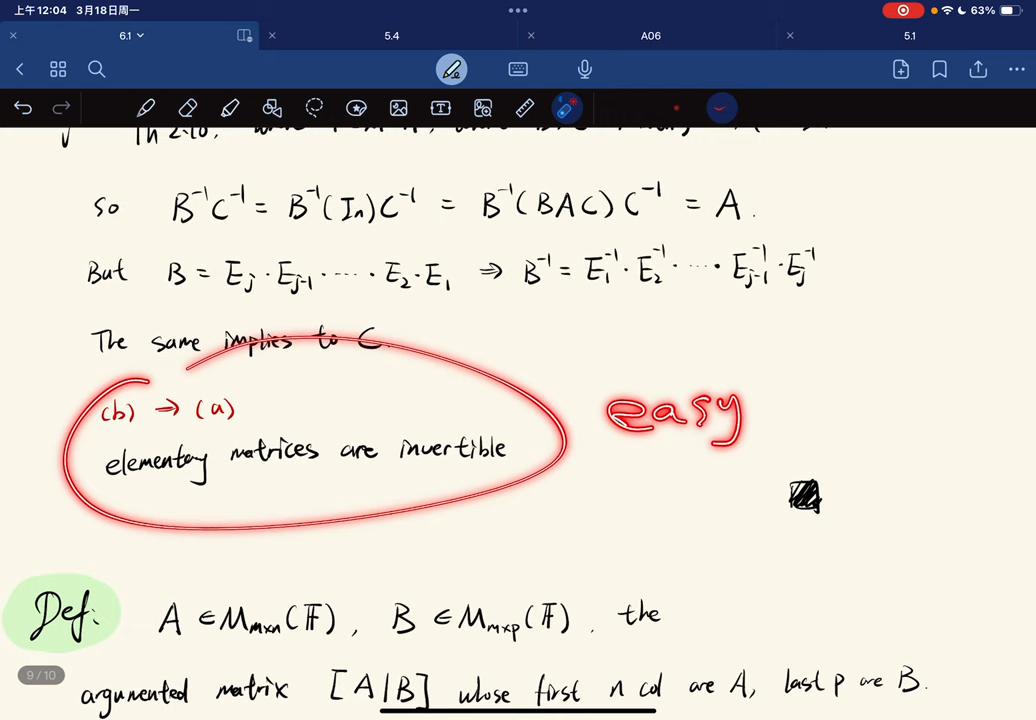 上午12:04 3月18日周一
63%
6.1
5.4
A06
5.1
Th 2.10,
So B⁻¹C⁻¹ = B⁻¹(In)C⁻¹ = B⁻¹(BAC)C⁻¹ = A.
But B = Ej · Ej-1 · ···· · E2 · E1 ⇒ B⁻¹ = E1⁻¹ · E2⁻¹ · ···· · Ej-1⁻¹ · Ej⁻¹
The same implies to C.
(b) → (a)
easy
elementary matrices are invertible
Def: A ∈ Mmxn(F), B ∈ Mmxp(F). the
9/10
argumented matrix [A|B] whose first n col are A, last p are B.